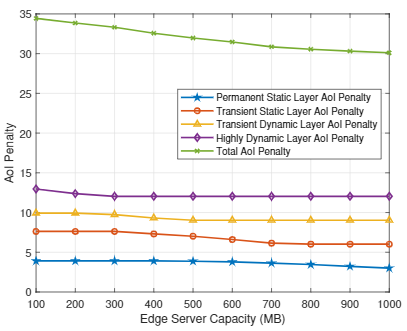 35
30
25
20
15
10
5
0
AoI Penalty
Permanent Static Layer AoI Penalty
Transient Static Layer AoI Penalty
Transient Dynamic Layer AoI Penalty
Highly Dynamic Layer AoI Penalty
Total AoI Penalty
100 200 300 400 500 600 700 800 900 1000
Edge Server Capacity (MB)